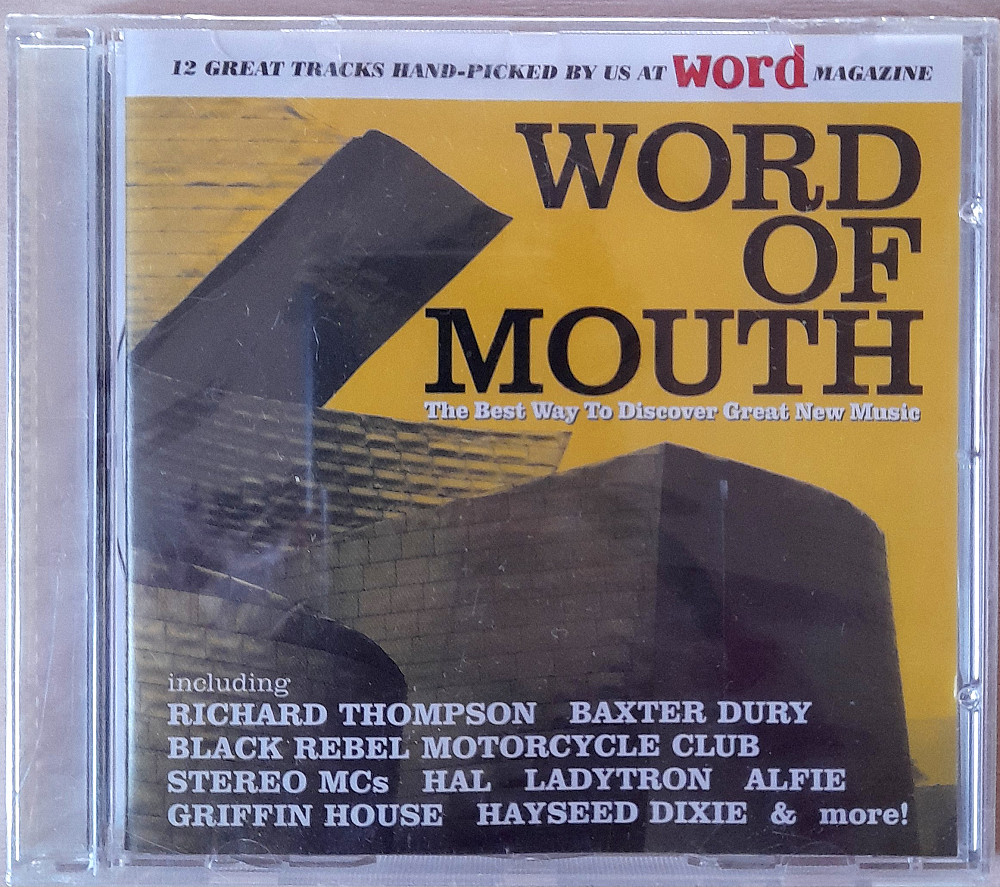 12 GREAT TRACKS HAND-PICKED BY US AT word MAGAZINE
WORD
OF
MOUTH
The Best Way To Discover Great New Music
including
RICHARD THOMPSON BAXTER DURY
BLACK REBEL MOTORCYCLE CLUB
STEREO MCs HAL LADYTRON ALFIE
GRIFFIN HOUSE HAYSEED DIXIE & more!